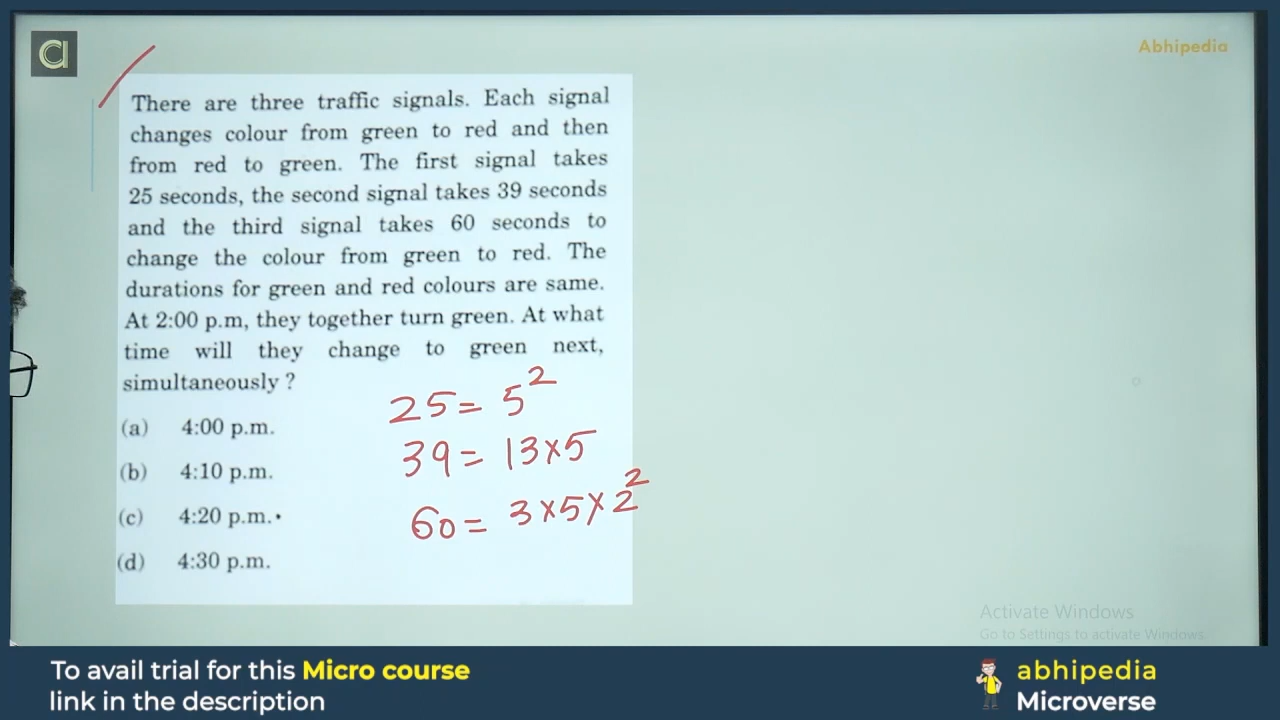 Abhipedia
There are three traffic signals. Each signal
changes colour from green to red and then
from red to green. The first signal takes
25 seconds, the second signal takes 39 seconds
and the third signal takes 60 seconds to
change the colour from green to red. The
durations for green and red colours are same.
At 2:00 p.m, they together turn green. At what
time will they change to green next,
simultaneously ?
(a) 4:00 p.m.
(b) 4:10 p.m.
(c) 4:20 p.m.
(d) 4:30 p.m.
25 = 5²
39 = 13×5
60 = 3×5×2²
Activate Windows
Go to Settings to activate Windows.
To avail trial for this Micro course
link in the description
abhipedia
Microverse